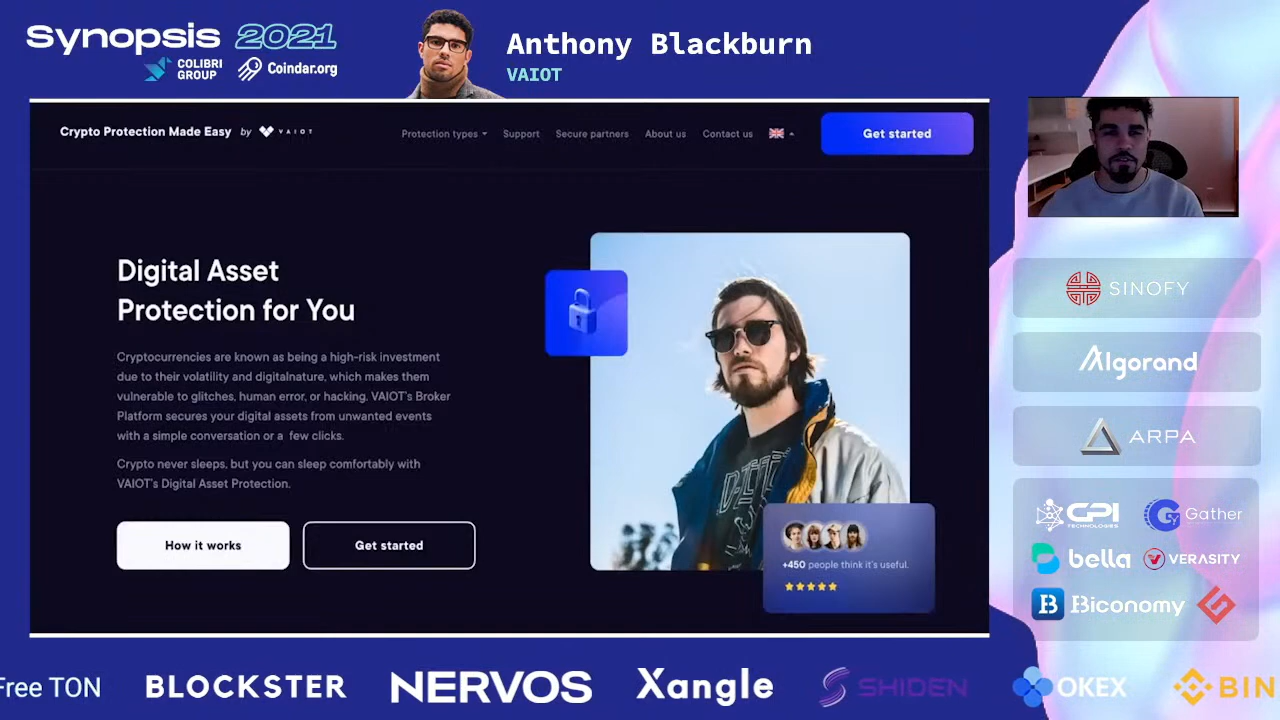 Synopsis 2021
COLIBRI GROUP
Coindar.org
Anthony Blackburn
VAIOT
Crypto Protection Made Easy by VAIOT
Protection types
Support
Secure partners
About us
Contact us
Get started
Digital Asset
Protection for You
Cryptocurrencies are known as being a high-risk investment
due to their volatility and digitalnature, which makes them
vulnerable to glitches, human error, or hacking. VAIOT's Broker
Platform secures your digital assets from unwanted events
with a simple conversation or a few clicks.
Crypto never sleeps, but you can sleep comfortably with
VAIOT's Digital Asset Protection.
How it works
Get started
+450 people think it's useful.
SINOFY
Algorand
ARPA
CPI
TECHNOLOGIES
Gather
bella
VERASITY
B Biconomy
Free TON
BLOCKSTER
NERVOS
Xangle
SHIDEN
OKEX
BIN